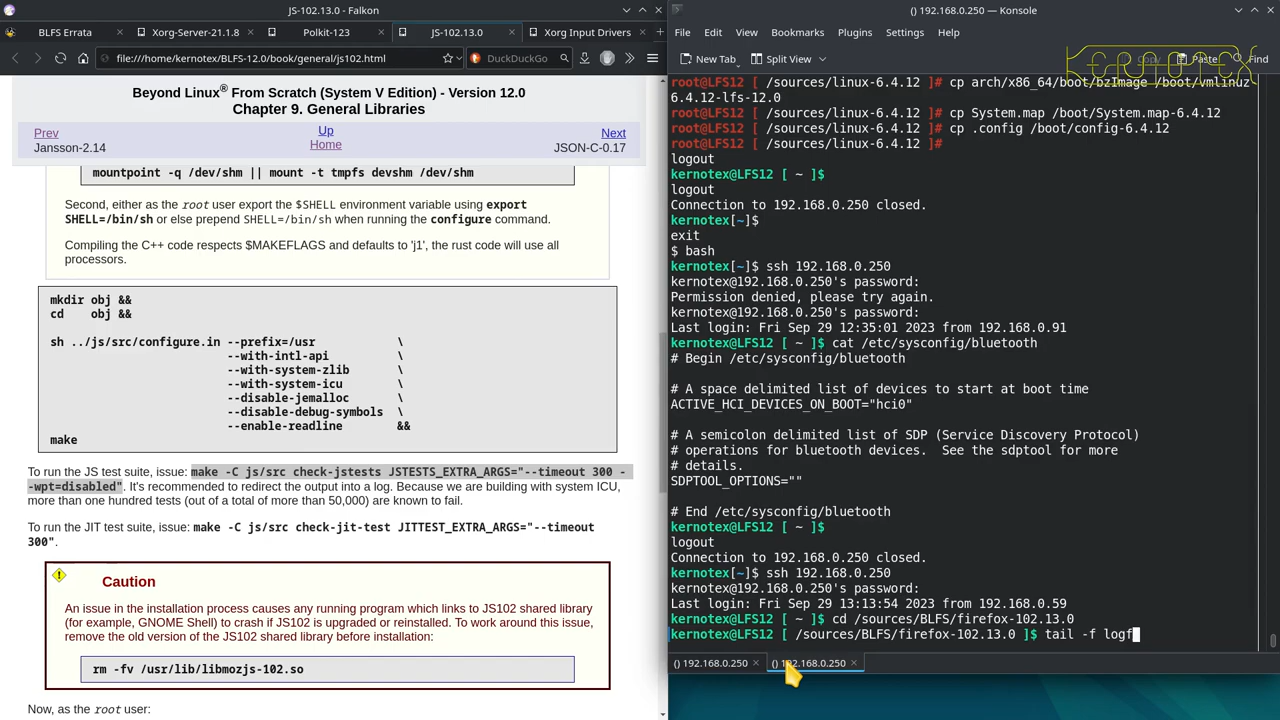 JS-102.13.0 - Falkon
BLFS Errata
Xorg-Server-21.1.8
Polkit-123
JS-102.13.0
Xorg Input Drivers
file:///home/kernotex/BLFS-12.0/book/general/js102.html
DuckDuckGo
Beyond Linux® From Scratch (System V Edition) - Version 12.0
Chapter 9. General Libraries
Prev
Up
Next
Jansson-2.14
Home
JSON-C-0.17
mountpoint -q /dev/shm || mount -t tmpfs devshm /dev/shm
Second, either as the root user export the $SHELL environment variable using export
SHELL=/bin/sh or else prepend SHELL=/bin/sh when running the configure command.
Compiling the C++ code respects $MAKEFLAGS and defaults to 'j1', the rust code will use all
processors.
mkdir obj &&
cd    obj &&
sh ../js/src/configure.in --prefix=/usr            \
--with-intl-api          \
--with-system-zlib       \
--with-system-icu        \
--disable-jemalloc       \
--disable-debug-symbols  \
--enable-readline        &&
make
To run the JS test suite, issue: make -C js/src check-jstests JSTESTS_EXTRA_ARGS="--timeout 300 -
-wpt=disabled". It's recommended to redirect the output into a log. Because we are building with system ICU,
more than one hundred tests (out of a total of more than 50,000) are known to fail.
To run the JIT test suite, issue: make -C js/src check-jit-test JITTEST_EXTRA_ARGS="--timeout
300".
Caution
An issue in the installation process causes any running program which links to JS102 shared library
(for example, GNOME Shell) to crash if JS102 is upgraded or reinstalled. To work around this issue,
remove the old version of the JS102 shared library before installation:
rm -fv /usr/lib/libmozjs-102.so
Now, as the root user:
() 192.168.0.250 — Konsole
File Edit View Bookmarks Plugins Settings Help
New Tab
Split View
Copy
Paste
Find
KERNOTEX
root@LFS12 [ /sources/linux-6.4.12 ]# cp arch/x86_64/boot/bzImage /boot/vmlinuz-
6.4.12-lfs-12.0
root@LFS12 [ /sources/linux-6.4.12 ]# cp System.map /boot/System.map-6.4.12
root@LFS12 [ /sources/linux-6.4.12 ]# cp .config /boot/config-6.4.12
root@LFS12 [ /sources/linux-6.4.12 ]#
logout
kernotex@LFS12 [ ~ ]$
logout
Connection to 192.168.0.250 closed.
kernotex[~]$
exit
$ bash
kernotex[~]$ ssh 192.168.0.250
kernotex@192.168.0.250's password:
Permission denied, please try again.
kernotex@192.168.0.250's password:
Last login: Fri Sep 29 12:35:01 2023 from 192.168.0.91
kernotex@LFS12 [ ~ ]$ cat /etc/sysconfig/bluetooth
# Begin /etc/sysconfig/bluetooth
# A space delimited list of devices to start at boot time
ACTIVE_HCI_DEVICES_ON_BOOT="hci0"
# A semicolon delimited list of SDP (Service Discovery Protocol)
# operations for bluetooth devices.  See the sdptool for more
# details.
SDPTOOL_OPTIONS=""
# End /etc/sysconfig/bluetooth
kernotex@LFS12 [ ~ ]$
logout
Connection to 192.168.0.250 closed.
kernotex[~]$ ssh 192.168.0.250
kernotex@192.168.0.250's password:
Last login: Fri Sep 29 13:13:54 2023 from 192.168.0.59
kernotex@LFS12 [ ~ ]$ cd /sources/BLFS/firefox-102.13.0
kernotex@LFS12 [ /sources/BLFS/firefox-102.13.0 ]$ tail -f logf
() 192.168.0.250
() 192.168.0.250